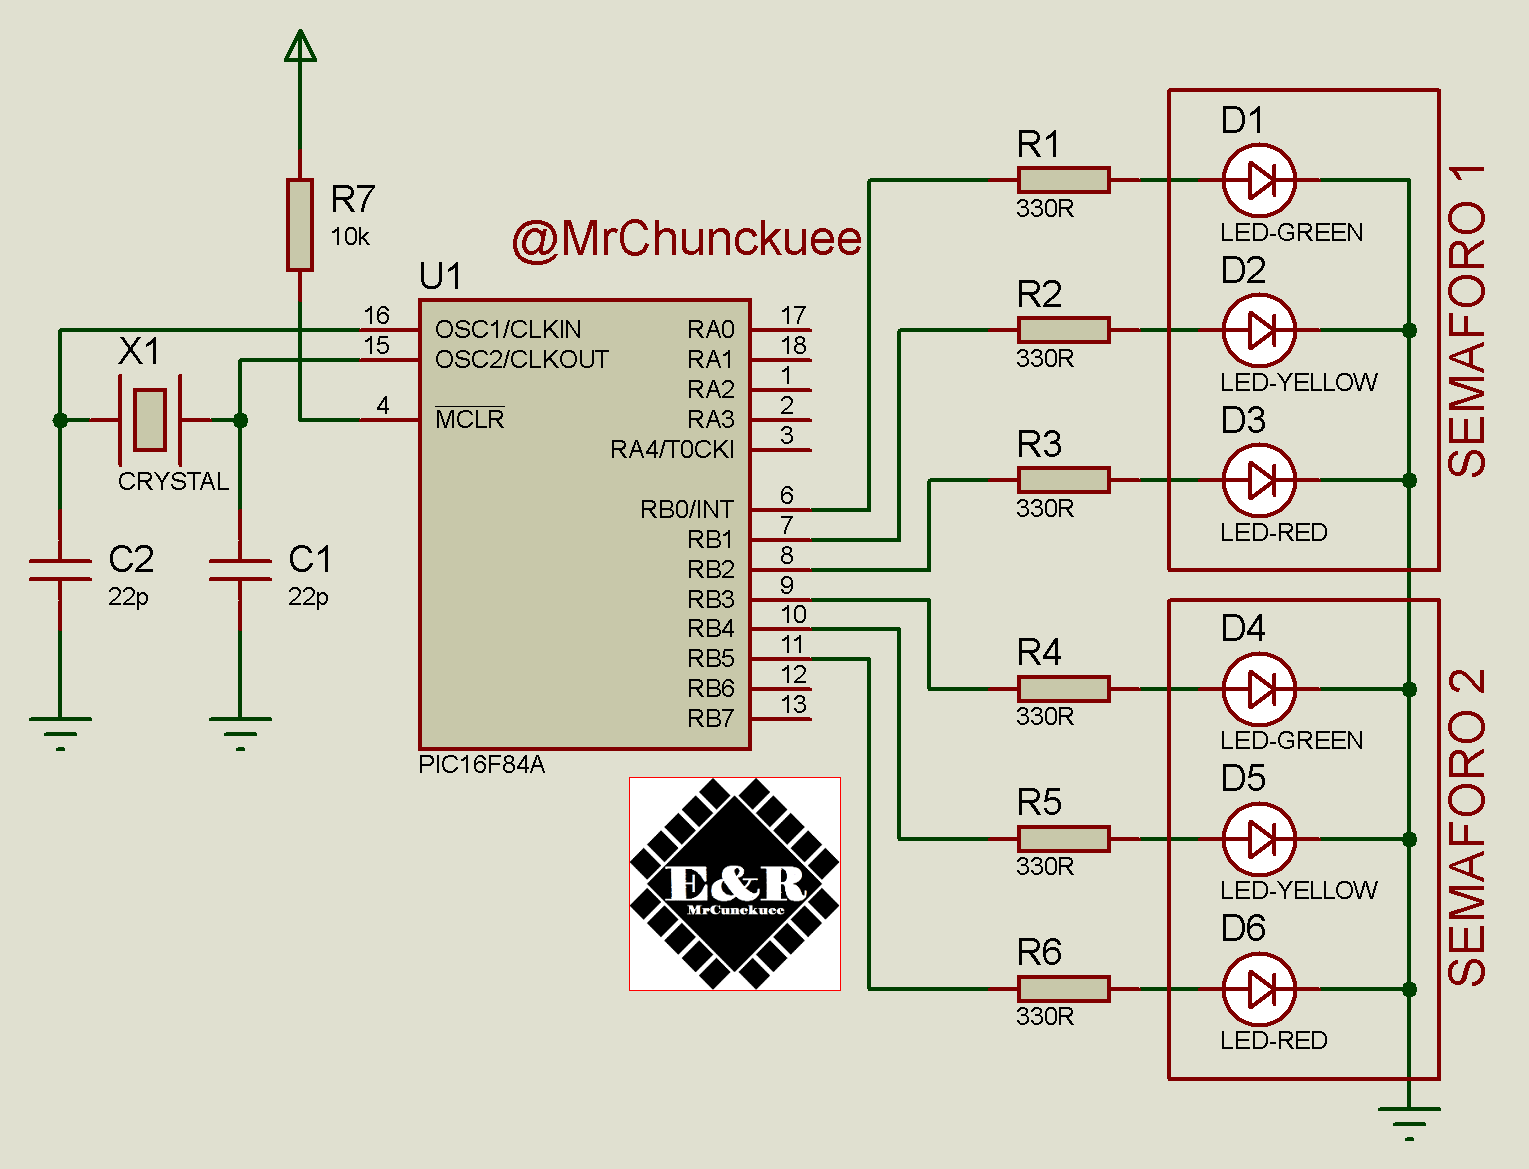 R7
10k
@MrChunckuee
U1
16
15
4
OSC1/CLKIN
OSC2/CLKOUT
MCLR
RA0
RA1
RA2
RA3
RA4/T0CKI
RB0/INT
RB1
RB2
RB3
RB4
RB5
RB6
RB7
17
18
1
2
3
6
7
8
9
10
11
12
13
PIC16F84A
X1
CRYSTAL
C2
22p
C1
22p
E&R
MrCunckuee
R1
330R
R2
330R
R3
330R
R4
330R
R5
330R
R6
330R
D1
LED-GREEN
D2
LED-YELLOW
D3
LED-RED
SEMAFORO 1
D4
LED-GREEN
D5
LED-YELLOW
D6
LED-RED
SEMAFORO 2